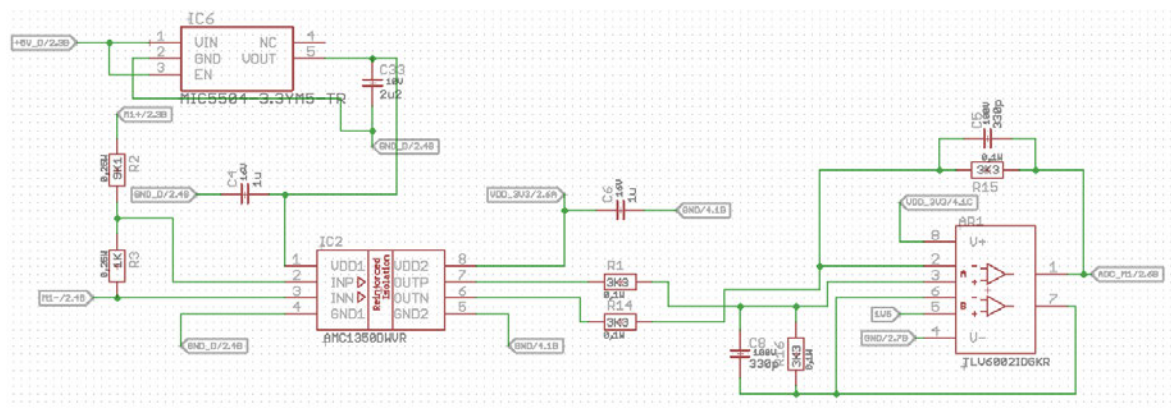 IC6
+5V_D/2.3B
1
VIN
NC
4
2
GND
VOUT
5
3
EN
C33
10V
2u2
MIC5504-3.3YM5-TR
M1+/2.3B
GND_D/2.4B
0,25W
9K1
R2
GND_D/2.4B
C4
16V
1u
VDD_3V3/2.6A
C6
16V
1u
GND/4.1B
C5
100V
330p
0,1W
3K3
R15
VDD_3V3/4.1C
AR1
0,25W
1K
R3
IC2
1
VDD1
Reinforced
Isolation
VDD2
8
2
INP
OUTP
7
3
INN
OUTN
6
4
GND1
GND2
5
AMC1350DWVR
M1-/2.4B
GND_D/2.4B
GND/4.1B
R1
3K3
0,1W
R14
3K3
0,1W
8
V+
2
-
A
3
+
1
ADC_M1/2.6B
6
-
B
7
1V65
5
+
GND/2.7B
4
V-
TLV6002IDGKR
C8
100V
330p
R16
3K3
0,1W